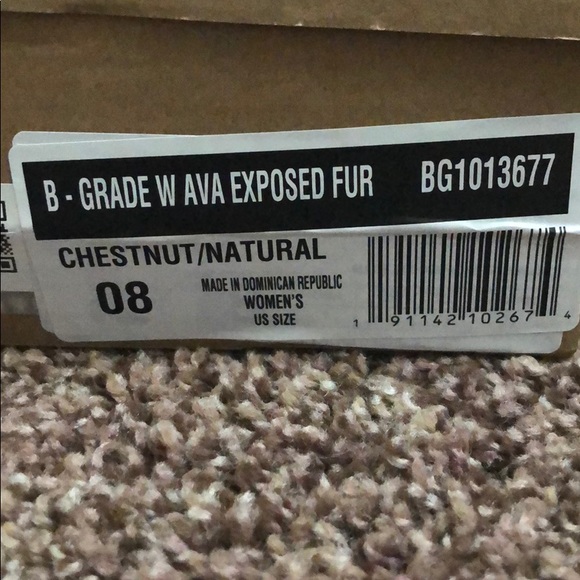 B - GRADE W AVA EXPOSED FUR BG1013677
CHESTNUT/NATURAL
08
MADE IN DOMINICAN REPUBLIC
WOMEN'S
US SIZE
1 91142 10267 4